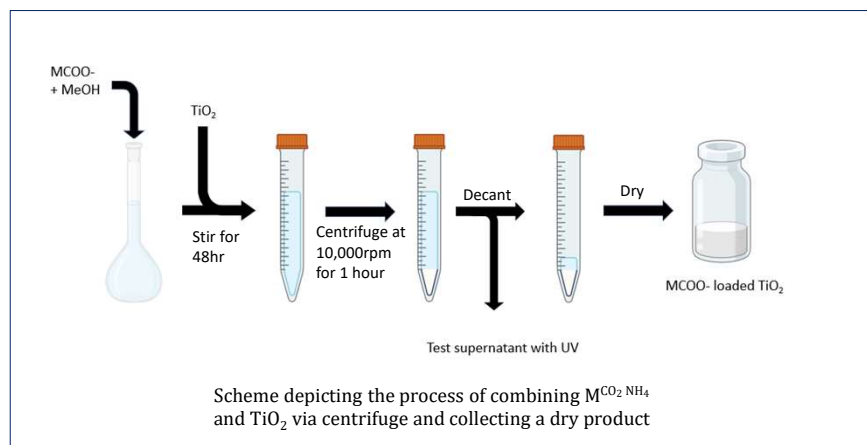 MCOO-
+ MeOH
TiO₂
Stir for
48hr
Centrifuge at
10,000rpm
for 1 hour
Decant
Test supernatant with UV
Dry
MCOO- loaded TiO₂
Scheme depicting the process of combining M^CO₂ NH₄
and TiO₂ via centrifuge and collecting a dry product